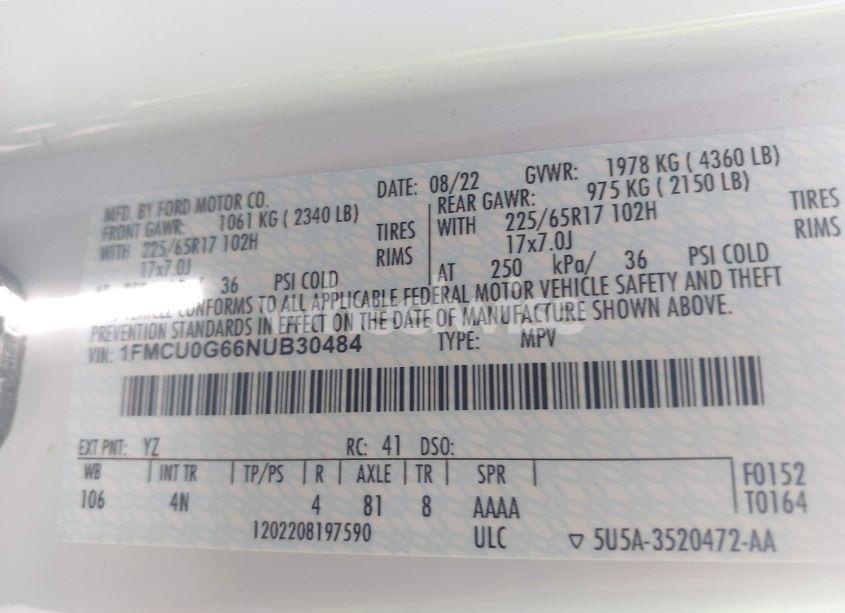 MFD. BY FORD MOTOR CO. DATE: 08/22 GVWR: 1978 KG ( 4360 LB)
FRONT GAWR: 1061 KG ( 2340 LB) REAR GAWR: 975 KG ( 2150 LB)
WITH 225/65R17 102H TIRES WITH 225/65R17 102H TIRES
17x7.0J RIMS 17x7.0J RIMS
36 PSI COLD AT 250 kPa/ 36 PSI COLD
CONFORMS TO ALL APPLICABLE FEDERAL MOTOR VEHICLE SAFETY AND THEFT
PREVENTION STANDARDS IN EFFECT ON THE DATE OF MANUFACTURE SHOWN ABOVE.
VIN: 1FMCU0G66NUB30484 TYPE: MPV
EXT PNT: YZ RC: 41 DSO:
WB INT TR TP/PS R AXLE TR SPR F0152
106 4N 4 81 8 AAAA T0164
1202208197590 ULC ▽ 5U5A-3520472-AA